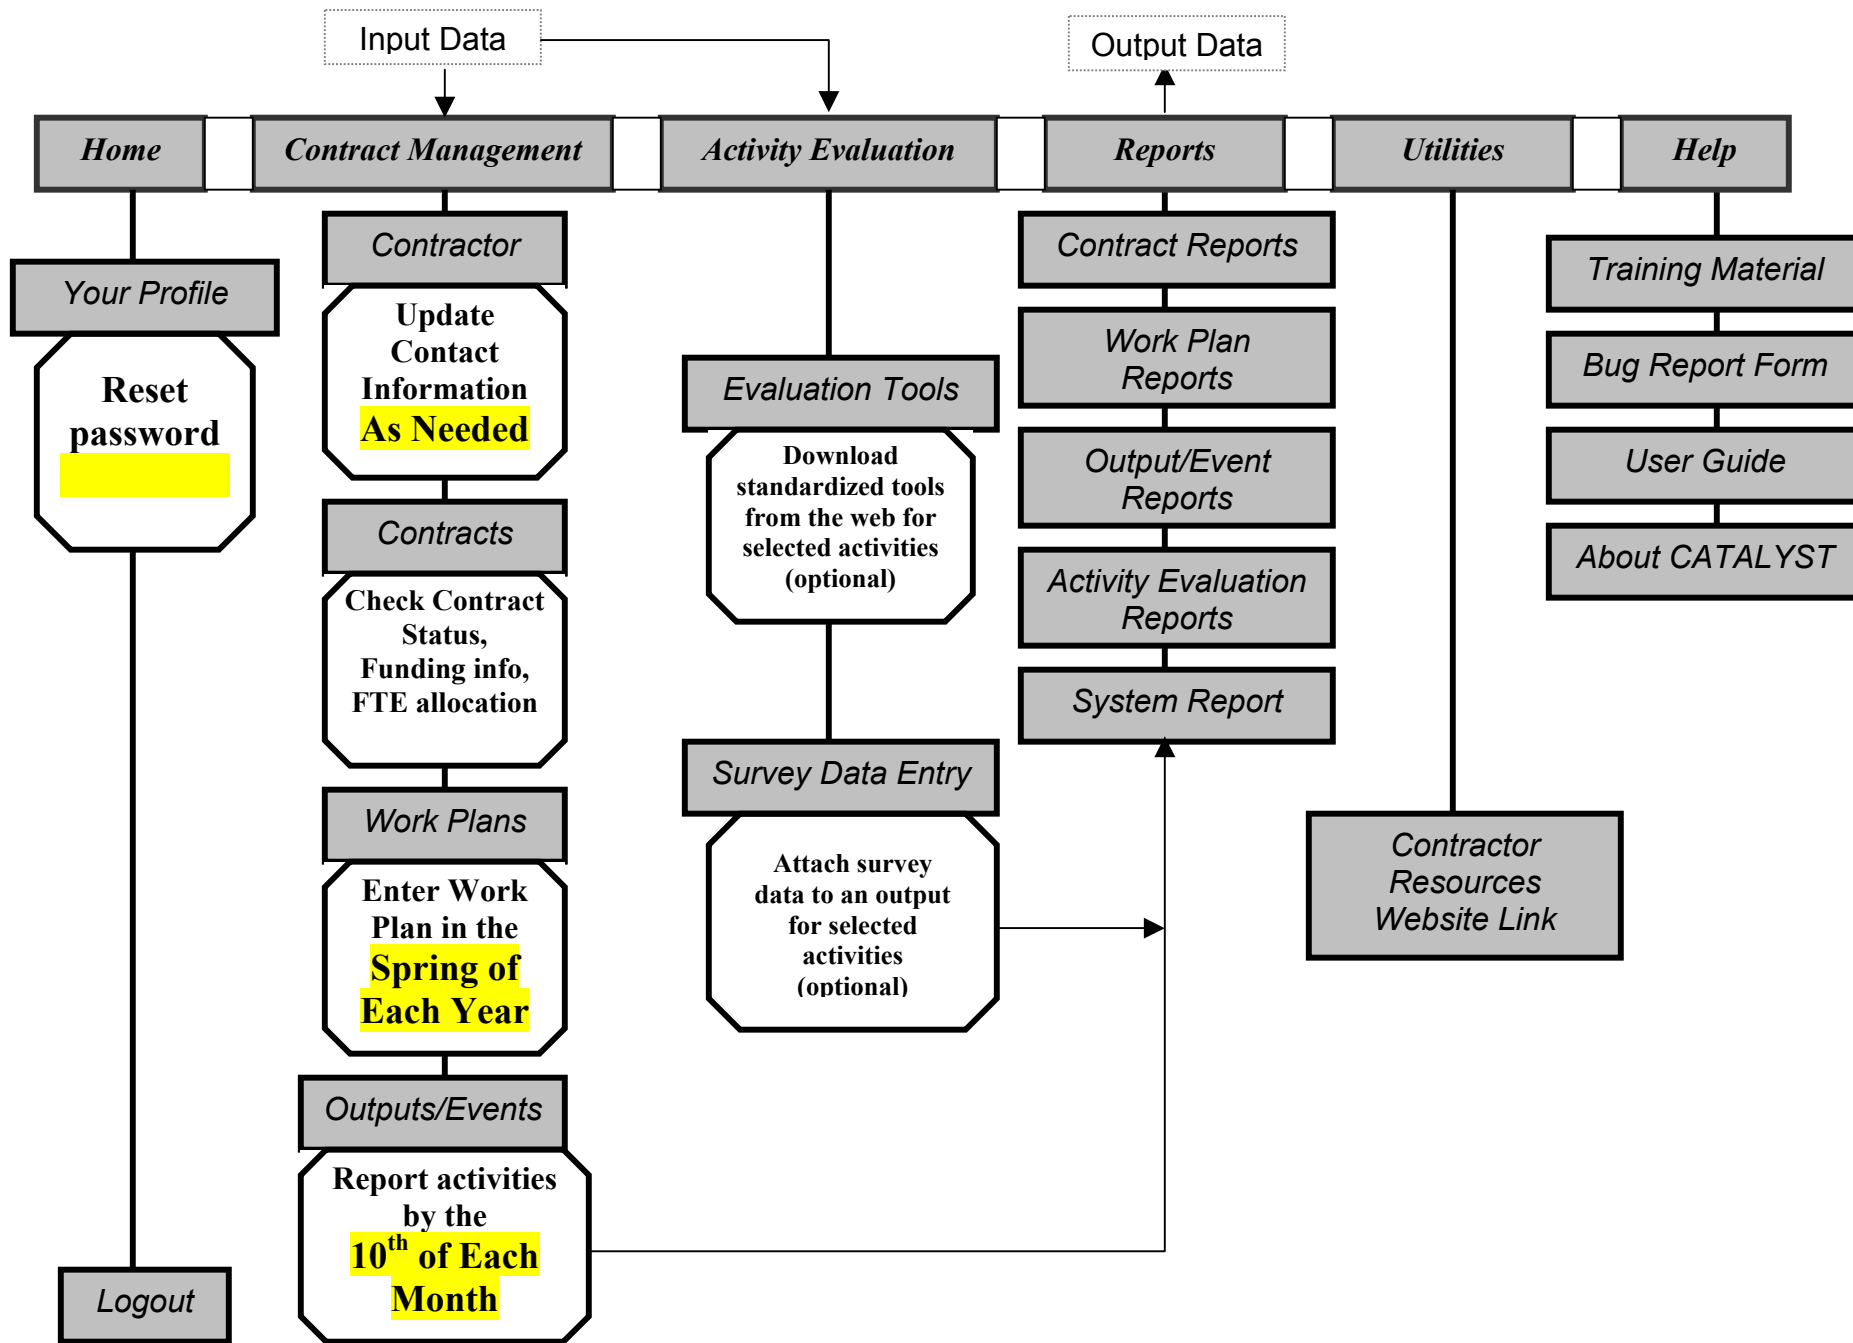 Input Data
Output Data
Home
Contract Management
Activity Evaluation
Reports
Utilities
Help
Your Profile
Reset
password
Logout
Contractor
Update
Contact
Information
As Needed
Contracts
Check Contract
Status,
Funding info,
FTE allocation
Work Plans
Enter Work
Plan in the
Spring of
Each Year
Outputs/Events
Report activities
by the
10th of Each
Month
Evaluation Tools
Download
standardized tools
from the web for
selected activities
(optional)
Survey Data Entry
Attach survey
data to an output
for selected
activities
(optional)
Contract Reports
Work Plan
Reports
Output/Event
Reports
Activity Evaluation
Reports
System Report
Contractor
Resources
Website Link
Training Material
Bug Report Form
User Guide
About CATALYST